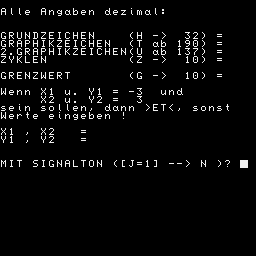 Alle Angaben dezimal:
GRUNDZEICHEN    (H ->  32) =
GRAPHIKZEICHEN  (T ab 190) =
2.GRAPHIKZEICHEN(U ab 137) =
ZYKLEN          (Z ->  10) =
GRENZWERT       (G ->  10) =
Wenn X1 u. Y1 = -3  und
     X2 u. Y2 =  3
sein sollen, dann >ET<, sonst
Werte eingeben !
X1 , X2   =
Y1 , Y2   =
MIT SIGNALTON ([J=1] --> N )?